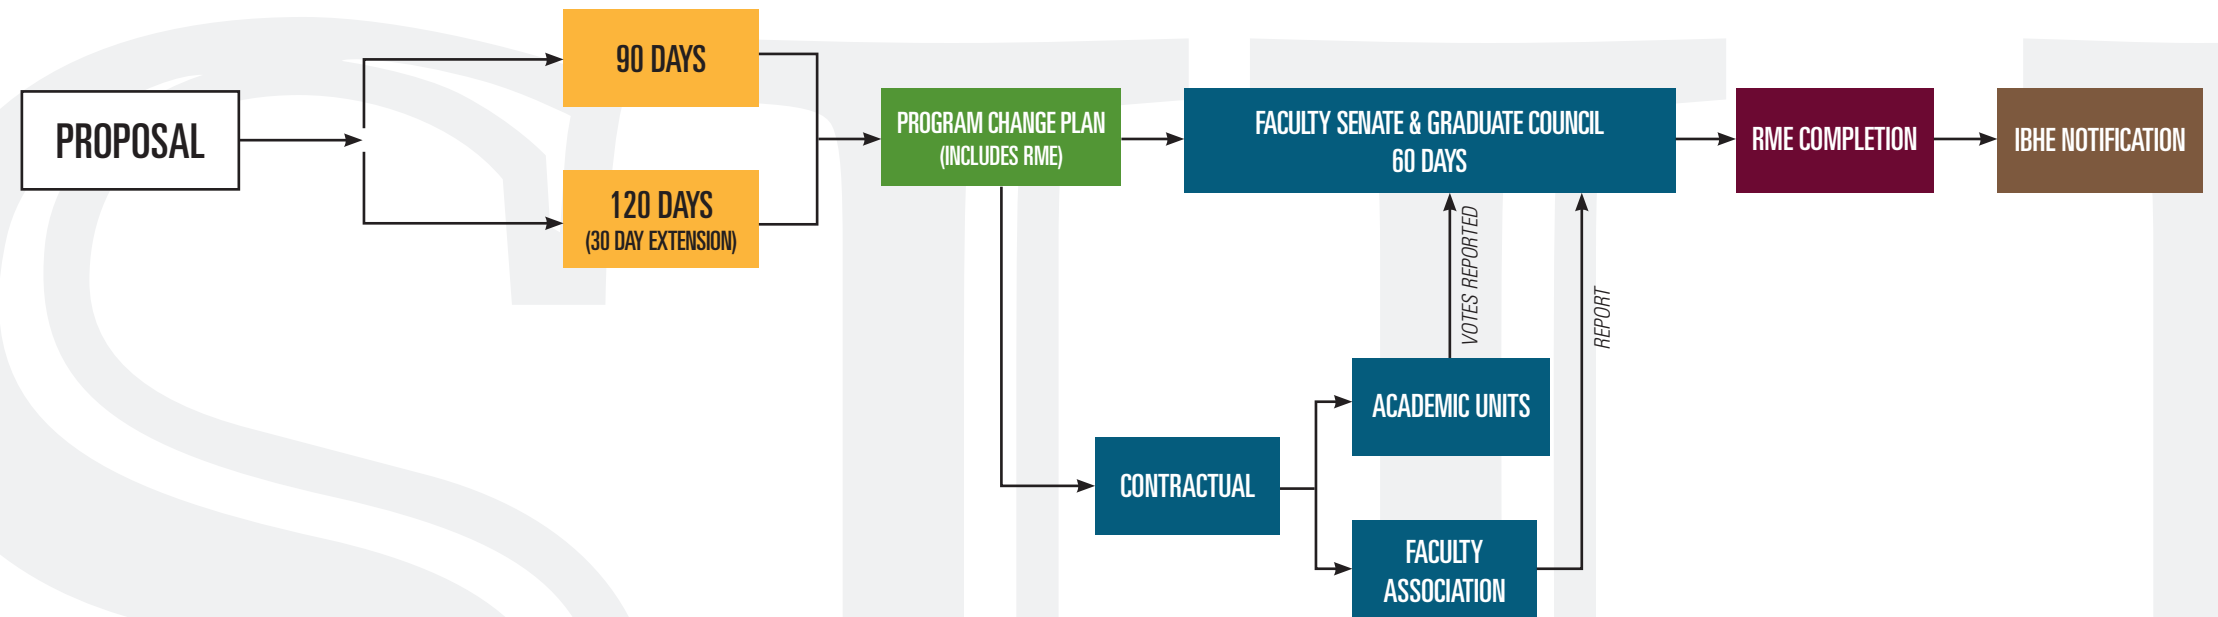 90 DAYS
PROPOSAL
120 DAYS
(30 DAY EXTENSION)
PROGRAM CHANGE PLAN
(INCLUDES RME)
FACULTY SENATE & GRADUATE COUNCIL
60 DAYS
RME COMPLETION
IBHE NOTIFICATION
VOTES REPORTED
REPORT
ACADEMIC UNITS
CONTRACTUAL
FACULTY
ASSOCIATION